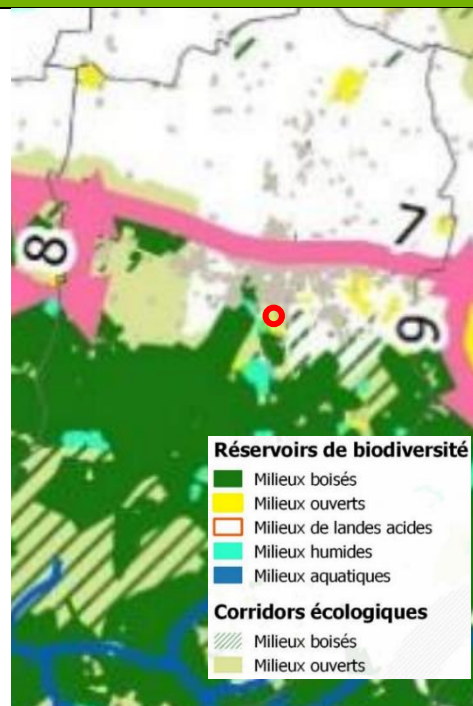 7
8
6
Réservoirs de biodiversité
Milieux boisés
Milieux ouverts
Milieux de landes acides
Milieux humides
Milieux aquatiques
Corridors écologiques
Milieux boisés
Milieux ouverts